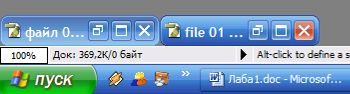 файл 0... file 01 ...
100% Док: 369,2K/0 байт Alt-click to define a s
пуск » Лаба1.doc - Microsof...